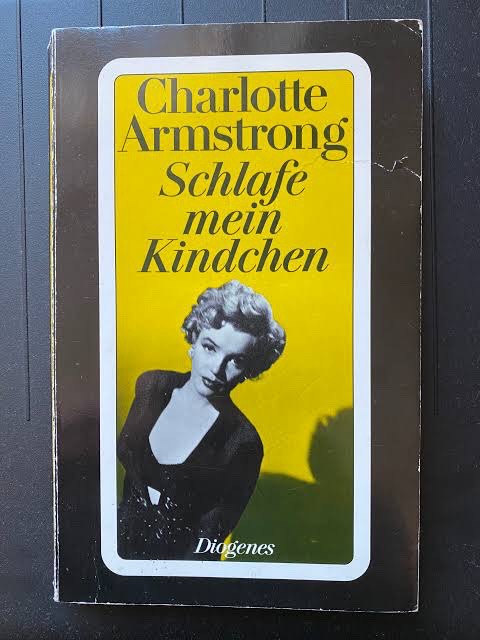 Charlotte
Armstrong
Schlafe
mein
Kindchen
Diogenes